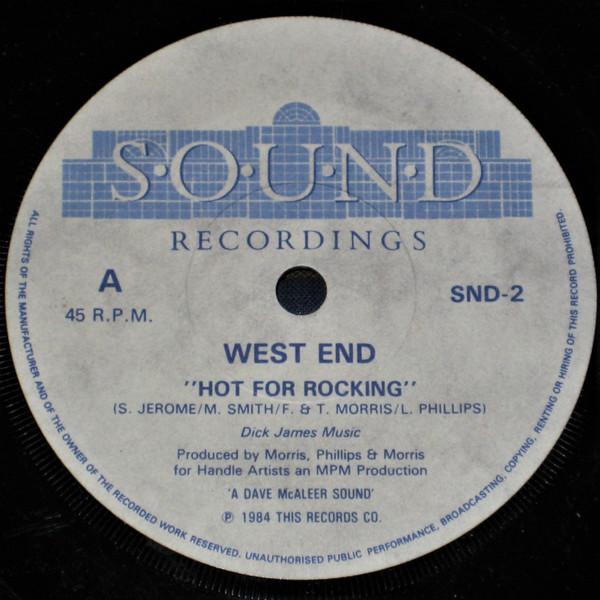 S·O·U·N·D
RECORDINGS
A
45 R.P.M.
SND-2
WEST END
"HOT FOR ROCKING"
(S. JEROME/M. SMITH/F. & T. MORRIS/L. PHILLIPS)
Dick James Music
Produced by Morris, Phillips & Morris
for Handle Artists an MPM Production
'A DAVE McALEER SOUND'
℗ 1984 THIS RECORDS CO.
ALL RIGHTS OF THE MANUFACTURER AND OF THE OWNER OF THE RECORDED WORK RESERVED. UNAUTHORISED PUBLIC PERFORMANCE, BROADCASTING, COPYING, RENTING OR HIRING OF THIS RECORD PROHIBITED.